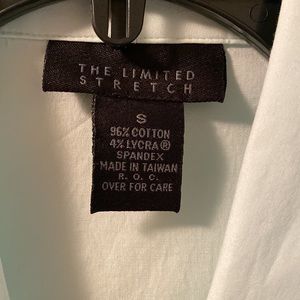 THE LIMITED
STRETCH
S
96% COTTON
4% LYCRA®
SPANDEX
MADE IN TAIWAN
R. O. C.
OVER FOR CARE